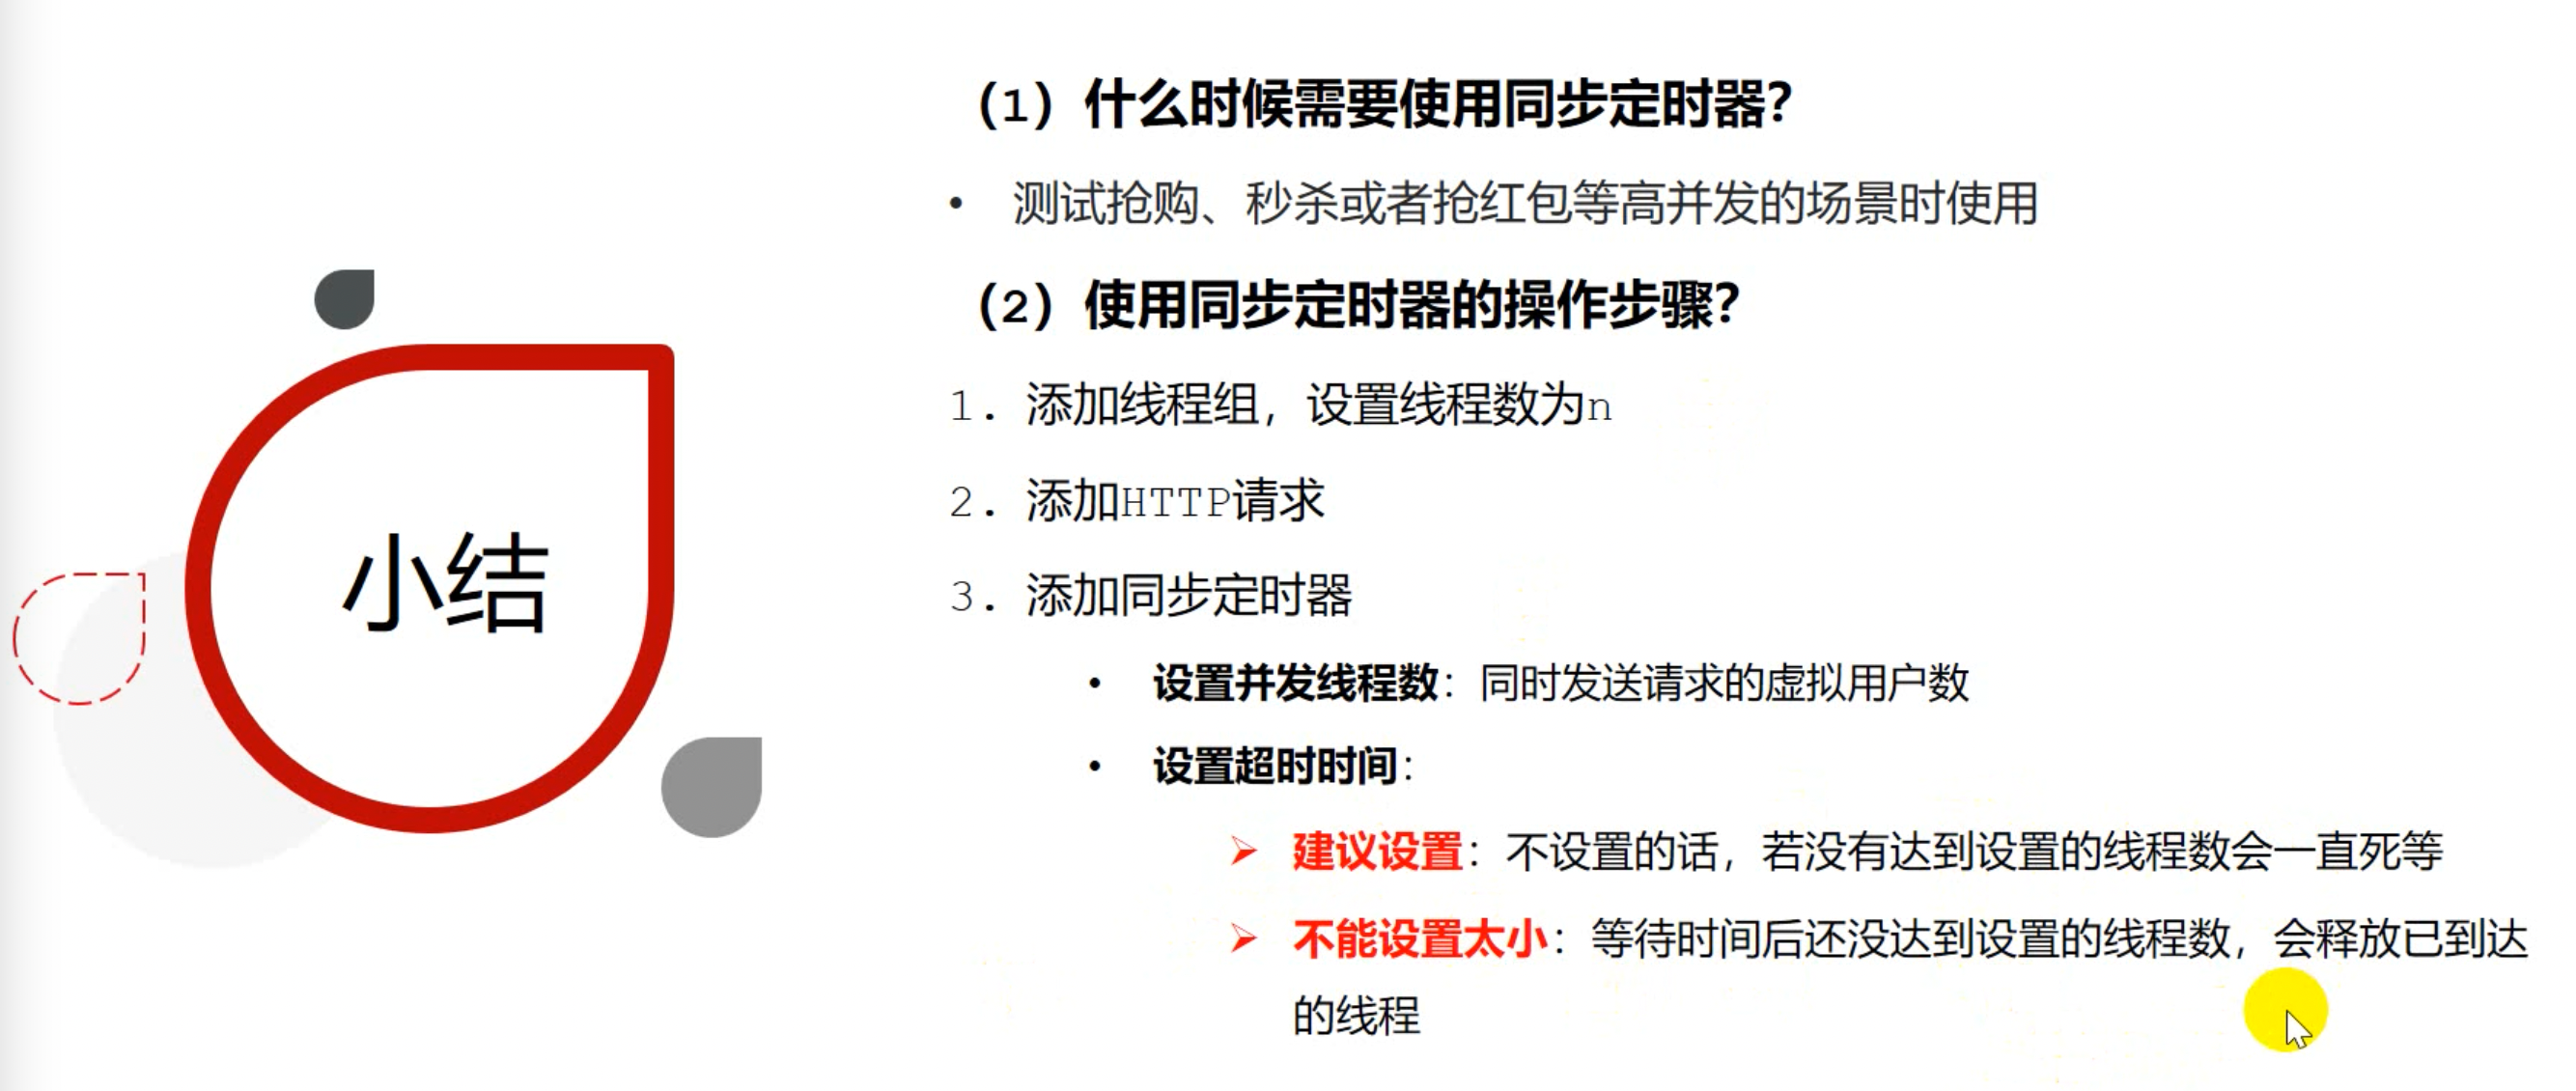 小结
（1）什么时候需要使用同步定时器？
• 测试抢购、秒杀或者抢红包等高并发的场景时使用
（2）使用同步定时器的操作步骤？
1. 添加线程组，设置线程数为n
2. 添加HTTP请求
3. 添加同步定时器
• 设置并发线程数：同时发送请求的虚拟用户数
• 设置超时时间：
➢ 建议设置：不设置的话，若没有达到设置的线程数会一直死等
➢ 不能设置太小：等待时间后还没达到设置的线程数，会释放已到达
的线程